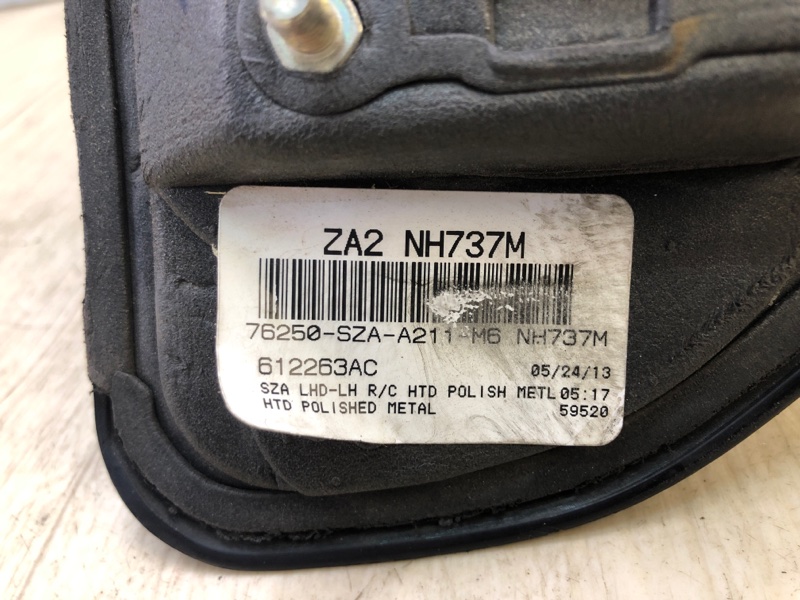 ZA2 NH737M
76250-SZA-A211-M6 NH737M
612263AC 05/24/13
SZA LHD-LH R/C HTD POLISH METL 05:17
HTD POLISHED METAL 59520